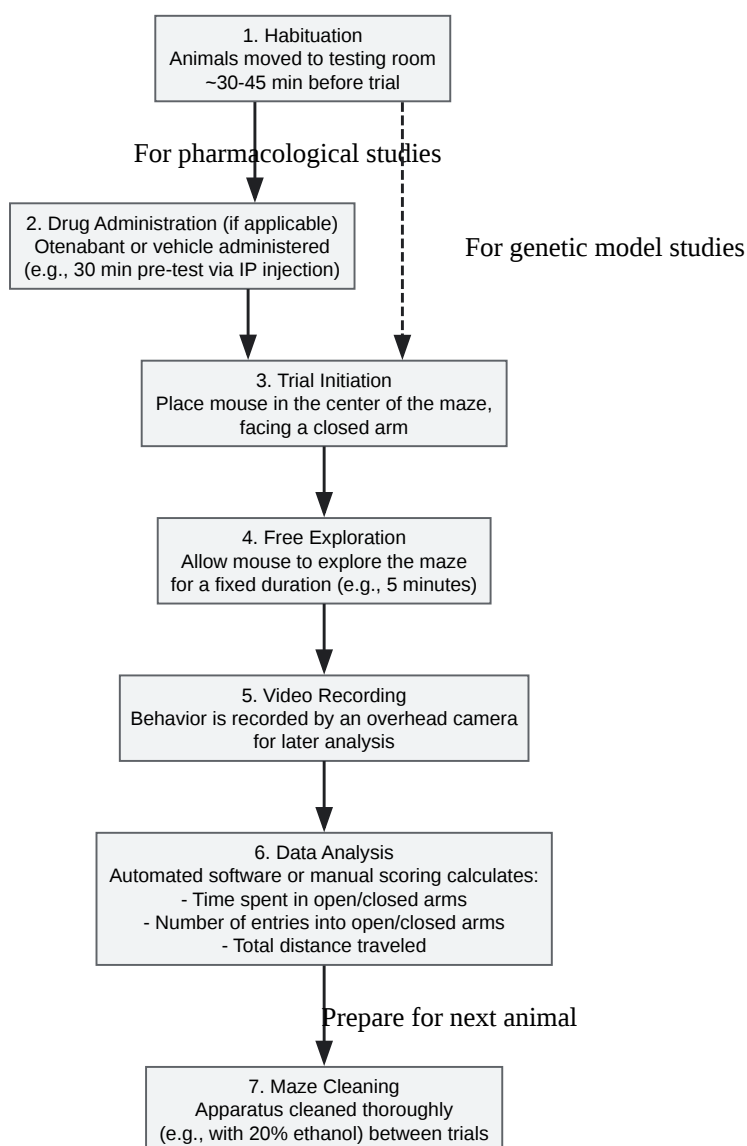 1. Habituation
Animals moved to testing room
~30-45 min before trial
For pharmacological studies
2. Drug Administration (if applicable)
Otenabant or vehicle administered
(e.g., 30 min pre-test via IP injection)
For genetic model studies
3. Trial Initiation
Place mouse in the center of the maze,
facing a closed arm
4. Free Exploration
Allow mouse to explore the maze
for a fixed duration (e.g., 5 minutes)
5. Video Recording
Behavior is recorded by an overhead camera
for later analysis
6. Data Analysis
Automated software or manual scoring calculates:
- Time spent in open/closed arms
- Number of entries into open/closed arms
- Total distance traveled
Prepare for next animal
7. Maze Cleaning
Apparatus cleaned thoroughly
(e.g., with 20% ethanol) between trials